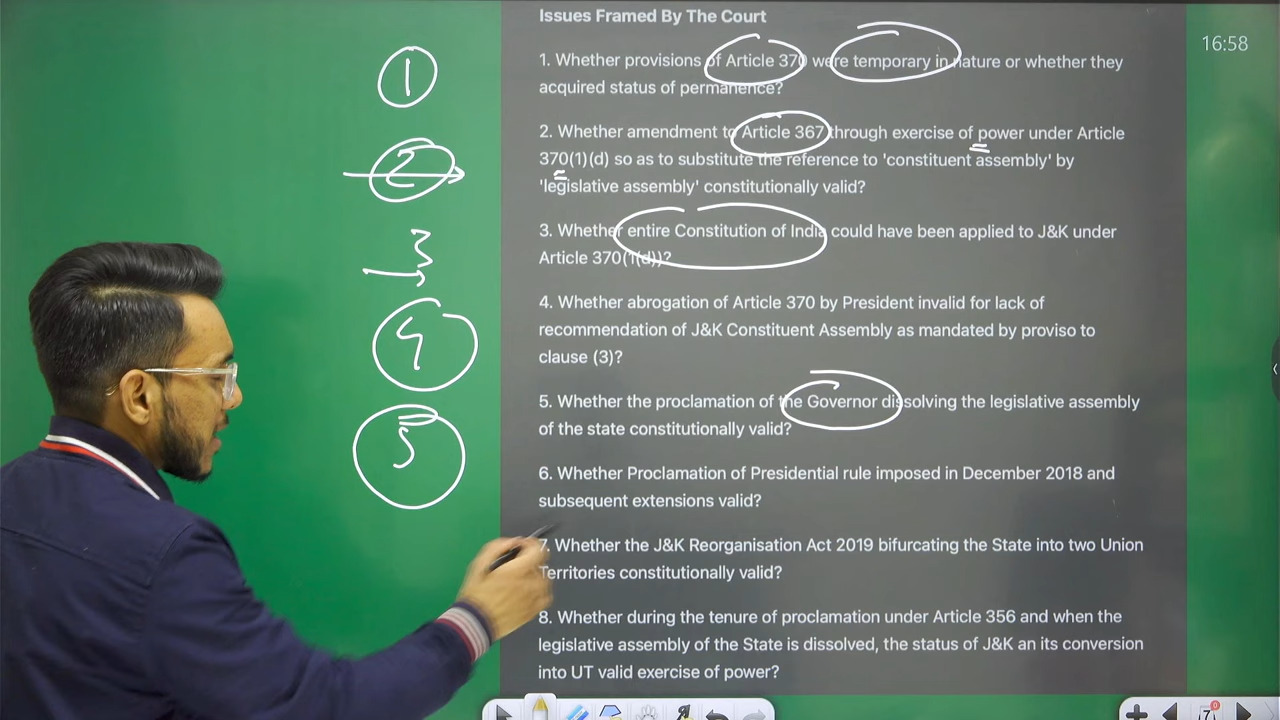 Issues Framed By The Court
16:58
1. Whether provisions of Article 370 were temporary in nature or whether they
acquired status of permanence?
2. Whether amendment to Article 367 through exercise of power under Article
370(1)(d) so as to substitute the reference to 'constituent assembly' by
'legislative assembly' constitutionally valid?
3. Whether entire Constitution of India could have been applied to J&K under
Article 370(1(d))?
4. Whether abrogation of Article 370 by President invalid for lack of
recommendation of J&K Constituent Assembly as mandated by proviso to
clause (3)?
5. Whether the proclamation of the Governor dissolving the legislative assembly
of the state constitutionally valid?
6. Whether Proclamation of Presidential rule imposed in December 2018 and
subsequent extensions valid?
7. Whether the J&K Reorganisation Act 2019 bifurcating the State into two Union
Territories constitutionally valid?
8. Whether during the tenure of proclamation under Article 356 and when the
legislative assembly of the State is dissolved, the status of J&K an its conversion
into UT valid exercise of power?
1
2
3
4
5
7